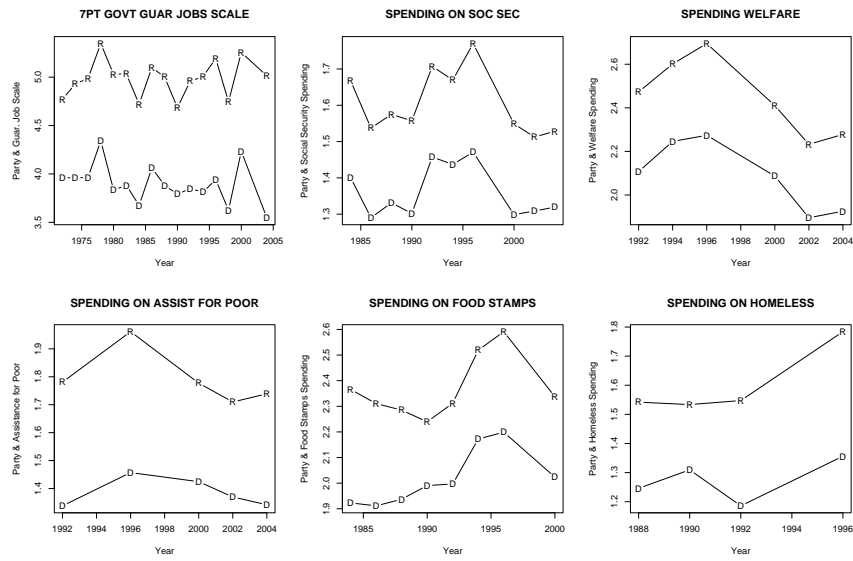 7PT GOVT GUAR JOBS SCALE
Party & Guar. Job Scale
3.5 4.0 4.5 5.0
R R R R R R R R R R R R R R R R
D D D D D D D D D D D D D D D D
1975 1980 1985 1990 1995 2000 2005
Year
SPENDING ON SOC SEC
Party & Social Security Spending
1.3 1.4 1.5 1.6 1.7
R R R R R R R R R R
D D D D D D D D D D
1985 1990 1995 2000
Year
SPENDING WELFARE
Party & Welfare Spending
2.0 2.2 2.4 2.6
R R R R R R
D D D D D D
1992 1994 1996 1998 2000 2002 2004
Year
SPENDING ON ASSIST FOR POOR
Party & Assistance for Poor
1.4 1.5 1.6 1.7 1.8 1.9
R R R R R
D D D D D
1992 1994 1996 1998 2000 2002 2004
Year
SPENDING ON FOOD STAMPS
Party & Food Stamps Spending
1.9 2.0 2.1 2.2 2.3 2.4 2.5 2.6
R R R R R R R R
D D D D D D D D
1985 1990 1995 2000
Year
SPENDING ON HOMELESS
Party & Homeless Spending
1.2 1.3 1.4 1.5 1.6 1.7 1.8
R R R R
D D D D
1988 1990 1992 1994 1996
Year